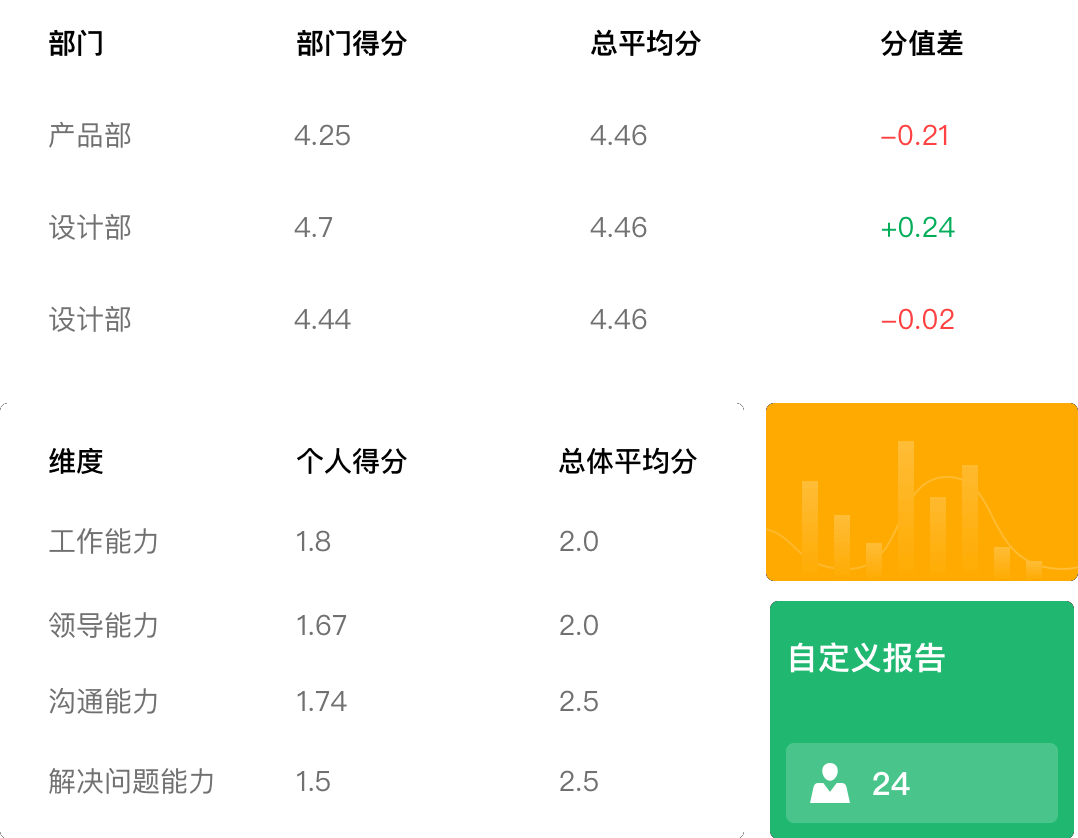 部门 部门得分 总平均分 分值差
产品部 4.25 4.46 −0.21
设计部 4.7 4.46 +0.24
设计部 4.44 4.46 −0.02
维度 个人得分 总体平均分
工作能力 1.8 2.0
领导能力 1.67 2.0
沟通能力 1.74 2.5
解决问题能力 1.5 2.5
自定义报告
24